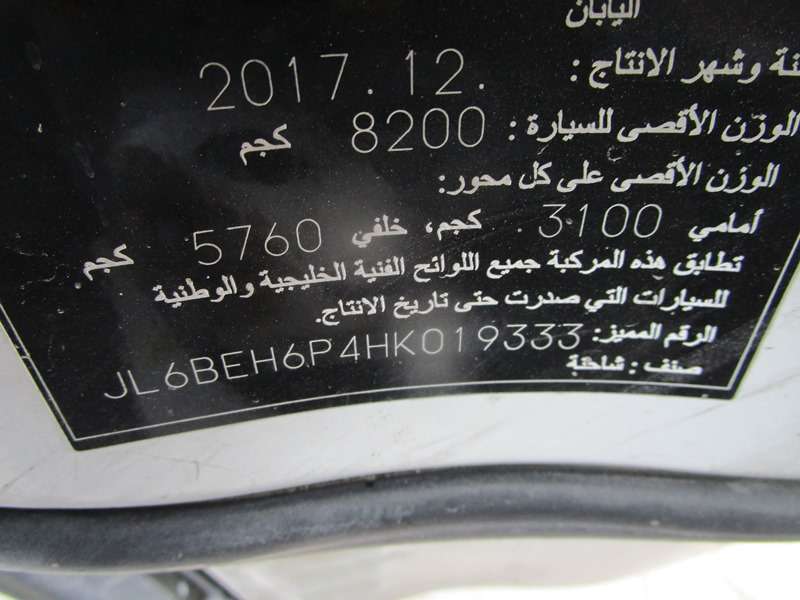 اليابان
نة وشهر الانتاج : 2017.12.
الوزن الأقصى للسيارة : 8200 كجم
الوزن الأقصى على كل محور:
أمامي 3100. كجم، خلفي 5760 كجم
تطابق هذه المركبة جميع اللوائح الفنية الخليجية والوطنية
للسيارات التي صدرت حتى تاريخ الانتاج.
الرقم المميز: JL6BEH6P4HK019333
صنف : شاحنة